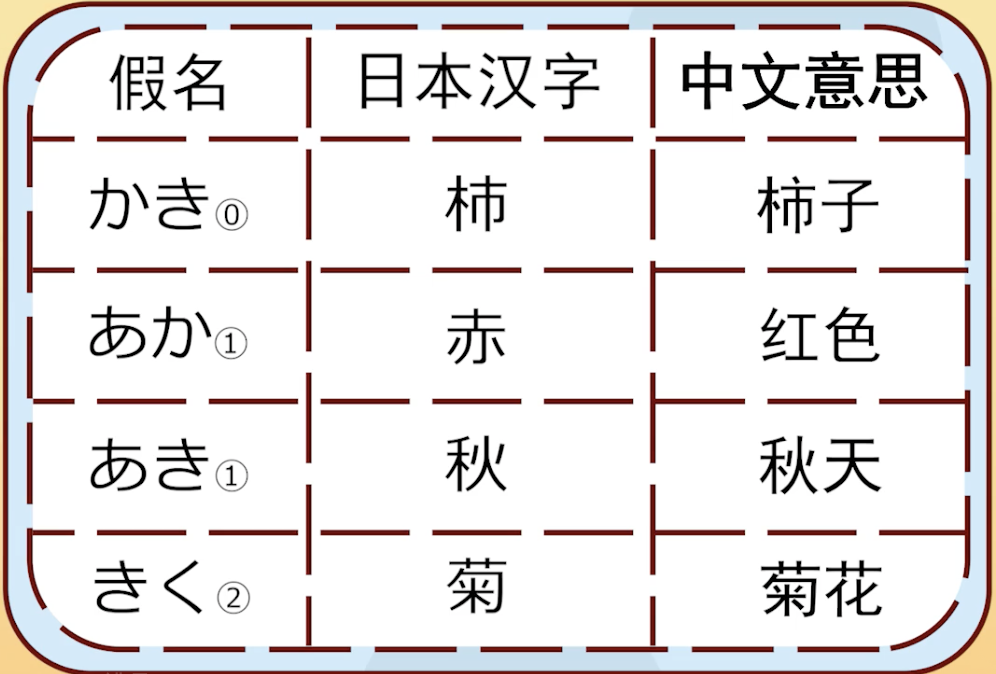 假名 日本汉字 中文意思
かき⓪ 柿 柿子
あか① 赤 红色
あき① 秋 秋天
きく② 菊 菊花